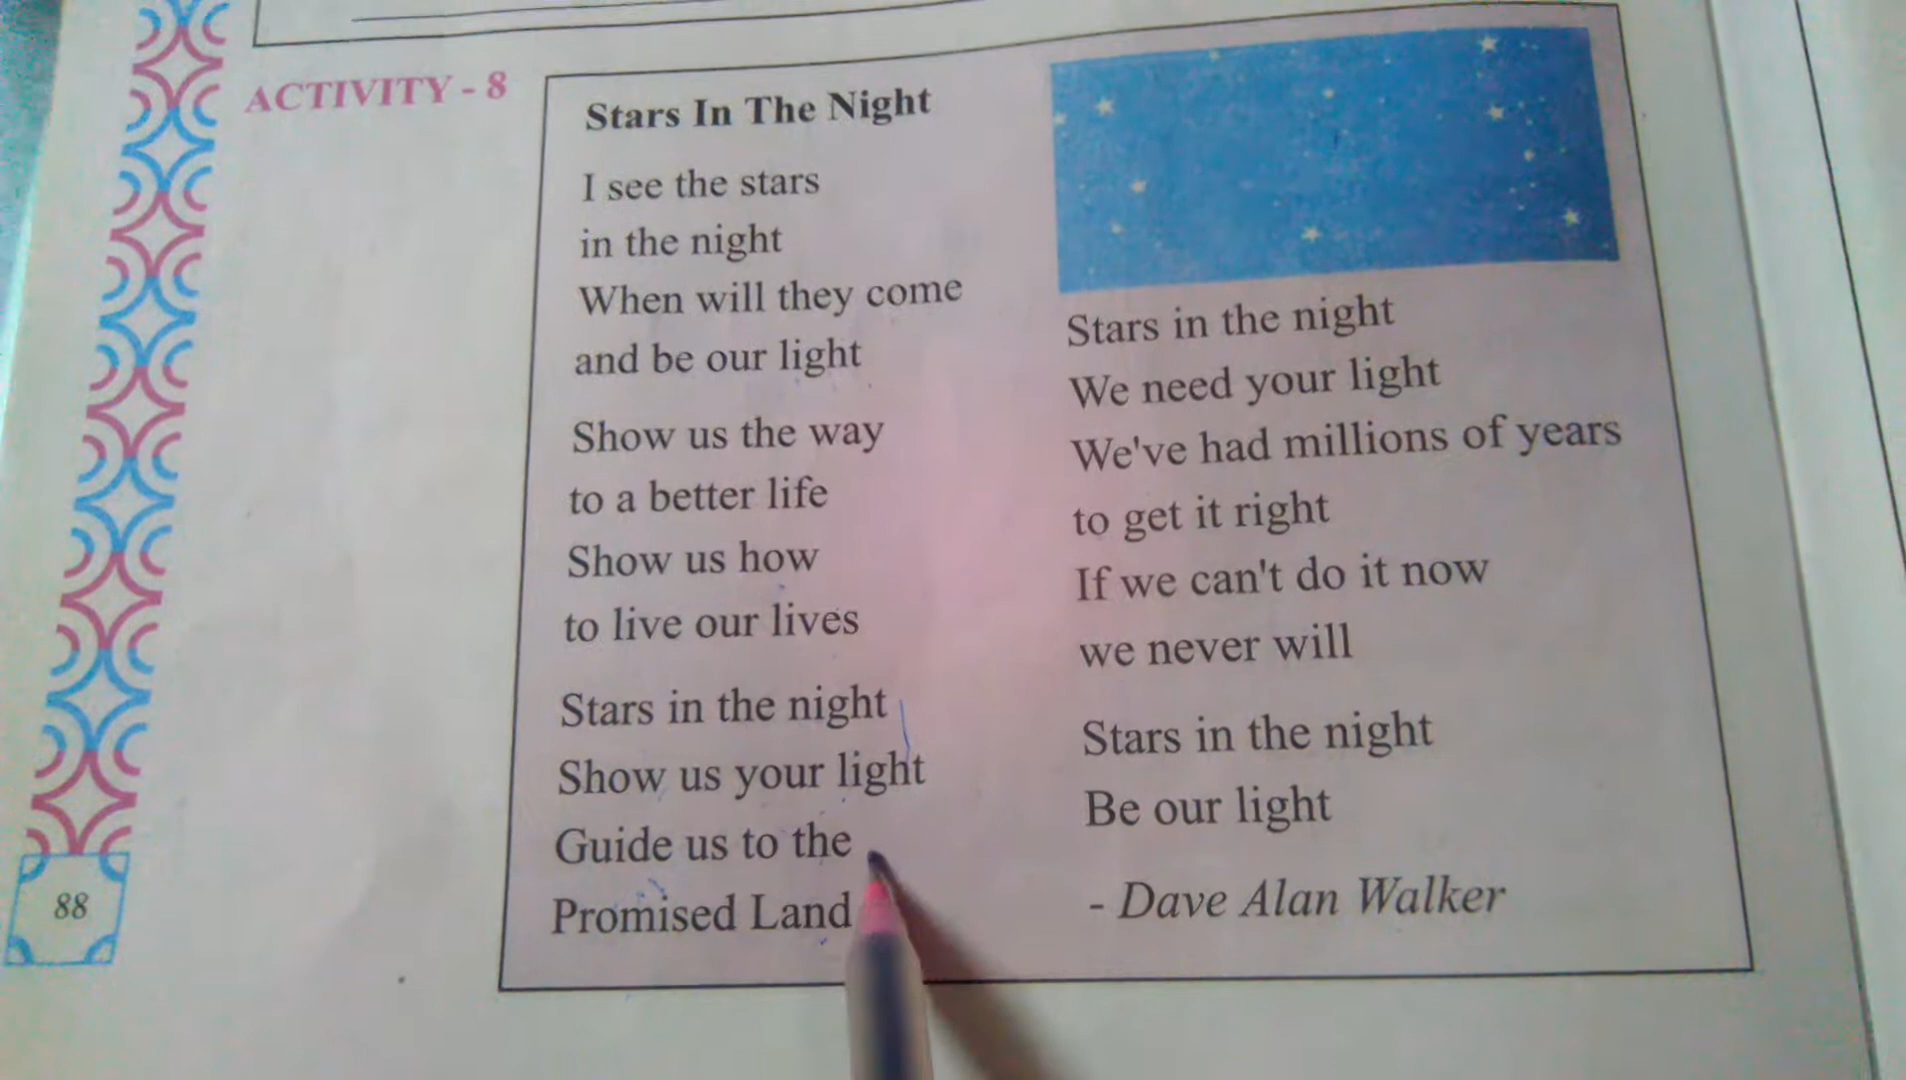 ACTIVITY - 8
Stars In The Night
I see the stars
in the night
When will they come
and be our light
Show us the way
to a better life
Show us how
to live our lives
Stars in the night
Show us your light
Guide us to the
Promised Land
Stars in the night
We need your light
We've had millions of years
to get it right
If we can't do it now
we never will
Stars in the night
Be our light
- Dave Alan Walker
88